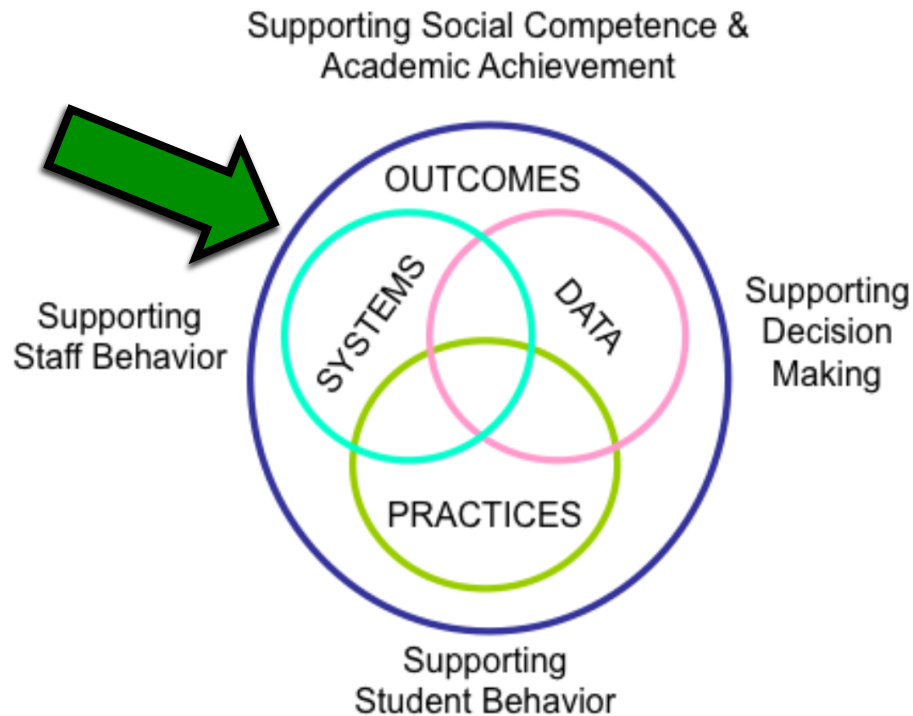 Supporting Social Competence &
Academic Achievement
OUTCOMES
SYSTEMS
DATA
Supporting
Staff Behavior
Supporting
Decision
Making
PRACTICES
Supporting
Student Behavior